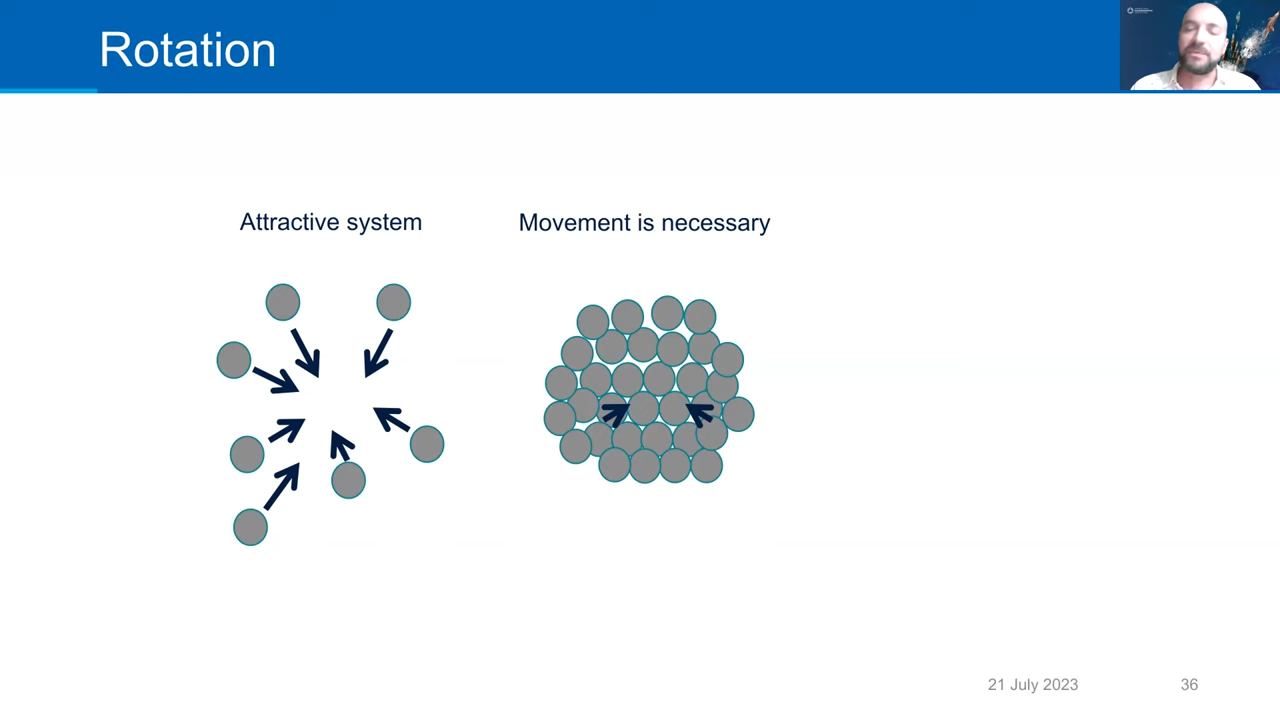 Rotation
Attractive system
Movement is necessary
21 July 2023
36